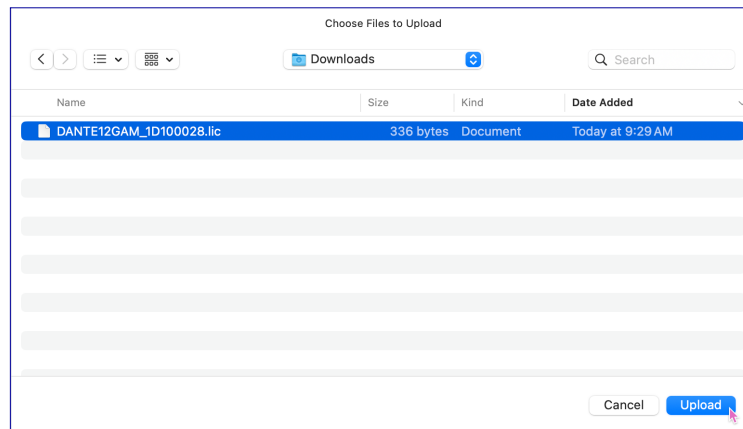 Choose Files to Upload
Downloads
Search
Name Size Kind Date Added
DANTE12GAM_1D100028.lic 336 bytes Document Today at 9:29 AM
Cancel Upload